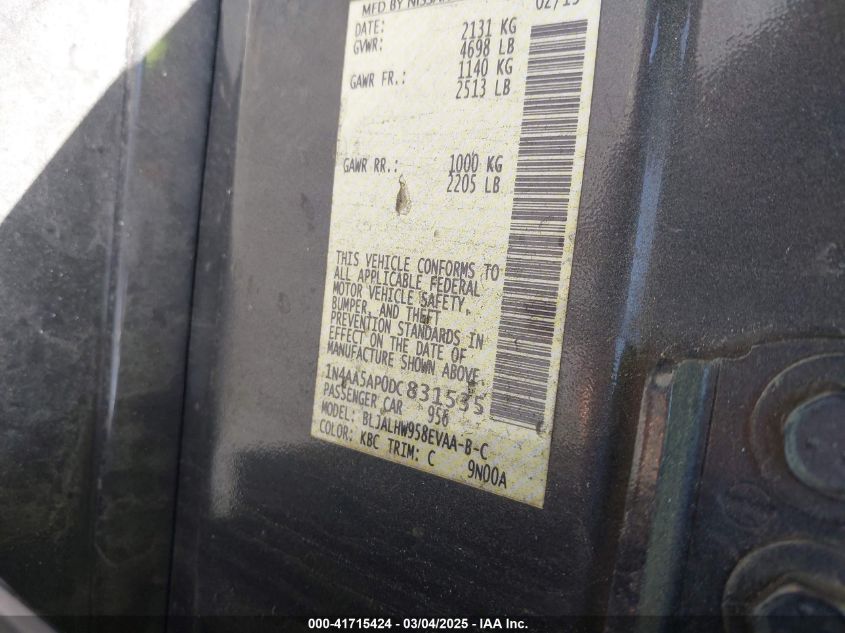 MFD BY NISSAN
DATE:
GVWR: 2131 KG
4698 LB
GAWR FR.: 1140 KG
2513 LB
GAWR RR.: 1000 KG
2205 LB
THIS VEHICLE CONFORMS TO
ALL APPLICABLE FEDERAL
MOTOR VEHICLE SAFETY,
BUMPER, AND THEFT
PREVENTION STANDARDS IN
EFFECT ON THE DATE OF
MANUFACTURE SHOWN ABOVE.
1N4AA5AP0DC831535
PASSENGER CAR 956
MODEL: BLJALHW958EVAA-B-C
COLOR: KBC TRIM: C 9N00A
000-41715424 - 03/04/2025 - IAA Inc.